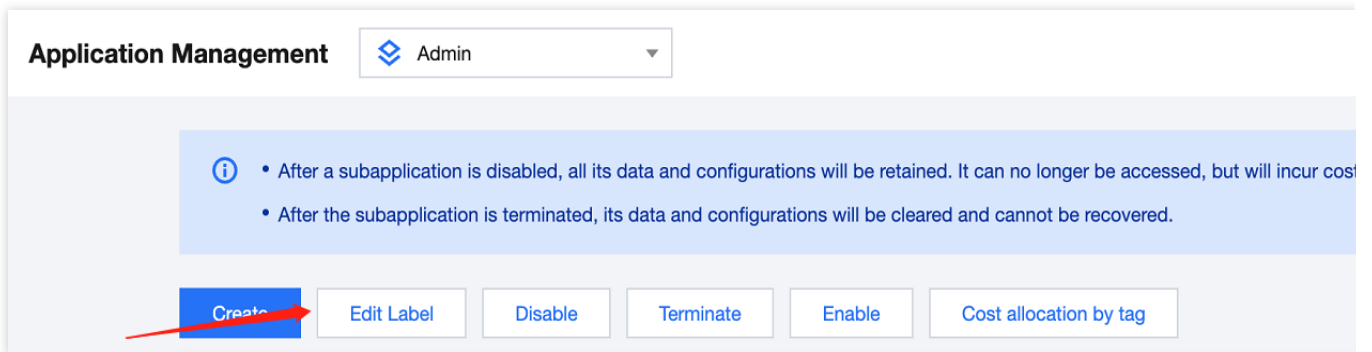 Application Management
Admin
• After a subapplication is disabled, all its data and configurations will be retained. It can no longer be accessed, but will incur cost
• After the subapplication is terminated, its data and configurations will be cleared and cannot be recovered.
Create Edit Label Disable Terminate Enable Cost allocation by tag